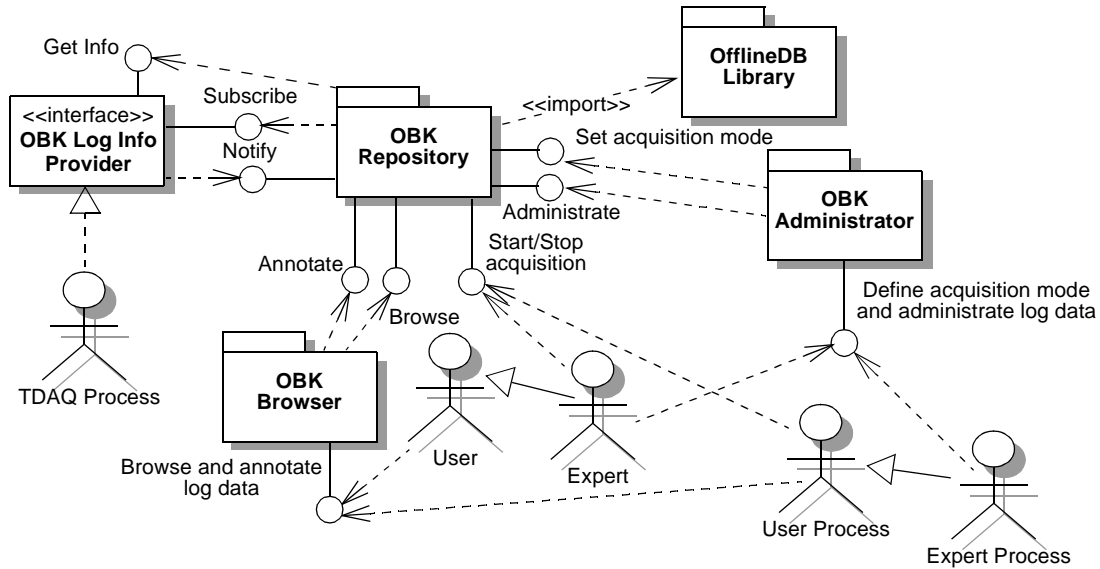 Get Info
OfflineDB
Library
<<interface>>
OBK Log Info
Provider
Subscribe
Notify
OBK
Repository
<<import>>
Set acquisition mode
Administrate
OBK
Administrator
Annotate
Browse
Start/Stop
acquisition
Define acquisition mode
and administrate log data
TDAQ Process
OBK
Browser
Browse and annotate
log data
User
Expert
User Process
Expert Process